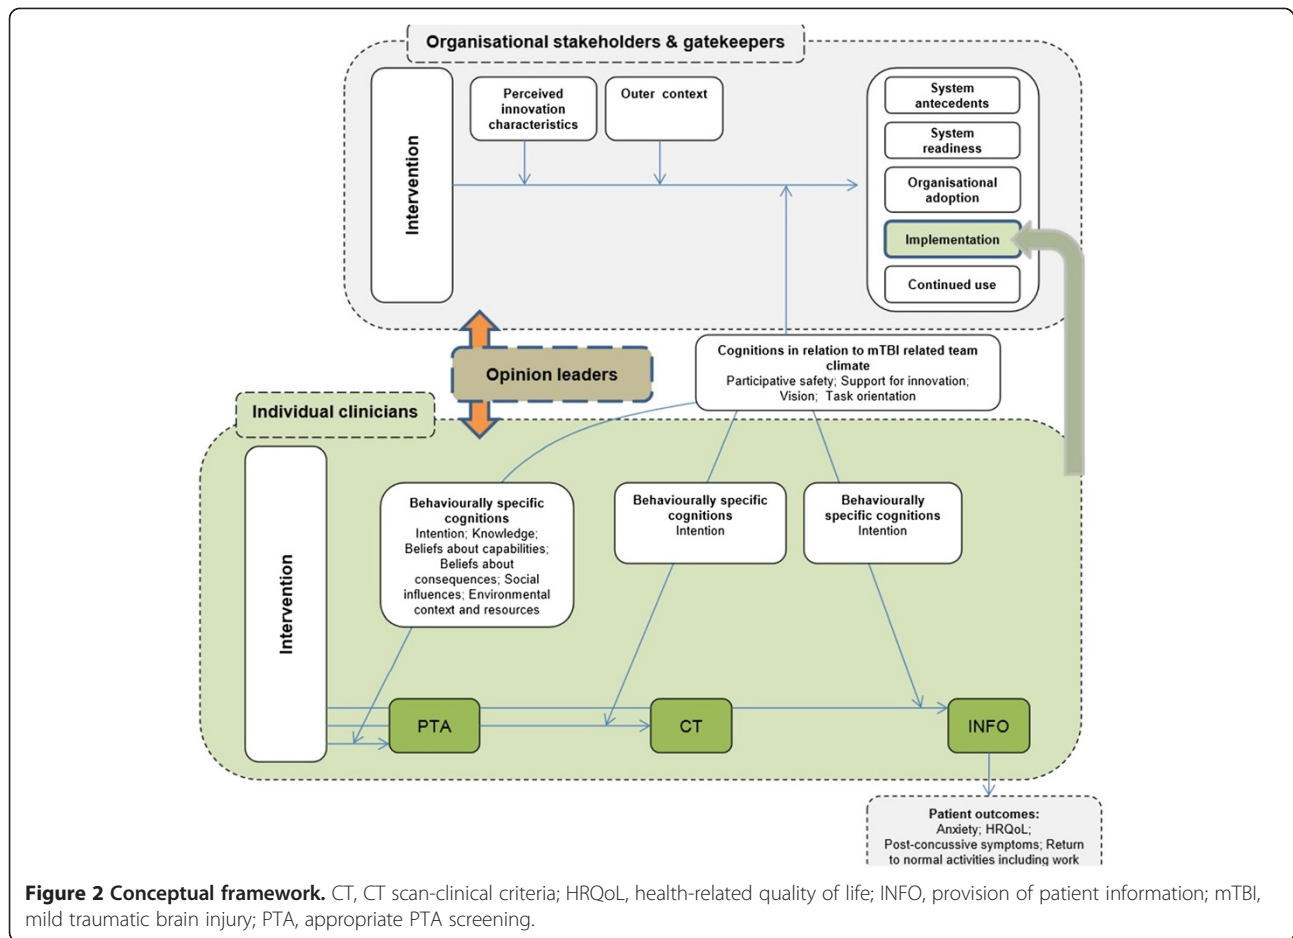 Organisational stakeholders & gatekeepers
Intervention
Perceived
innovation
characteristics
Outer context
System
antecedents
System
readiness
Organisational
adoption
Implementation
Continued use
Opinion leaders
Cognitions in relation to mTBI related team
climate
Participative safety; Support for innovation;
Vision; Task orientation
Individual clinicians
Intervention
Behaviourally specific
cognitions
Intention; Knowledge;
Beliefs about capabilities;
Beliefs about
consequences; Social
influences; Environmental
context and resources
Behaviourally specific
cognitions
Intention
Behaviourally
specific cognitions
Intention
PTA
CT
INFO
Patient outcomes:
Anxiety; HRQoL;
Post-concussive symptoms; Return
to normal activities including work
Figure 2 Conceptual framework. CT, CT scan-clinical criteria; HRQoL, health-related quality of life; INFO, provision of patient information; mTBI,
mild traumatic brain injury; PTA, appropriate PTA screening.